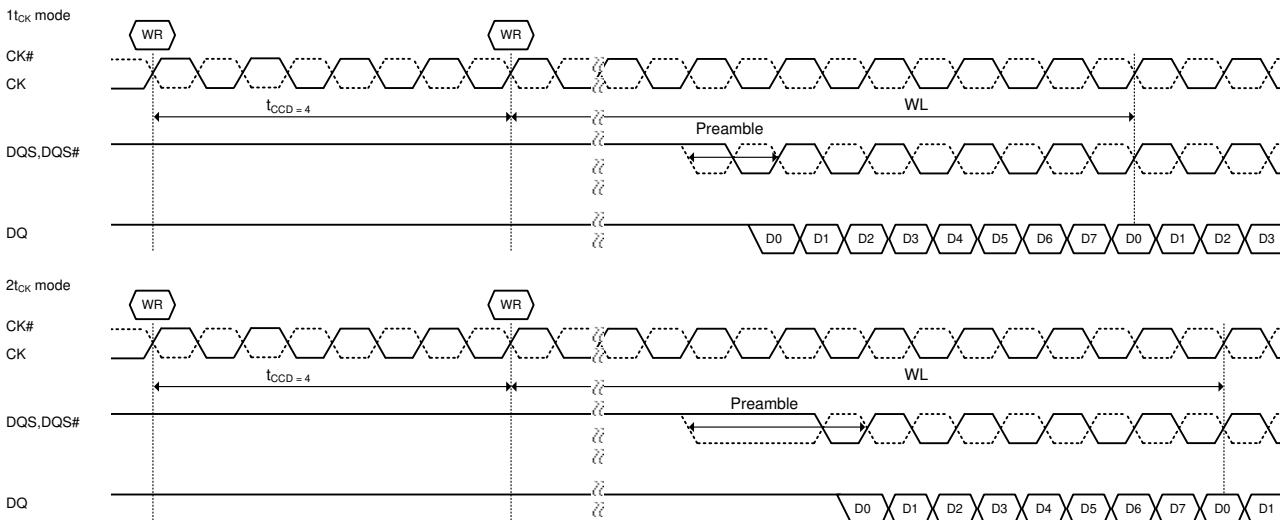 1tCK mode
WR WR
CK#
CK
tCCD = 4 WL
Preamble
DQS,DQS#
DQ D0 D1 D2 D3 D4 D5 D6 D7 D0 D1 D2 D3
2tCK mode
WR WR
CK#
CK
tCCD = 4 WL
Preamble
DQS,DQS#
DQ D0 D1 D2 D3 D4 D5 D6 D7 D0 D1